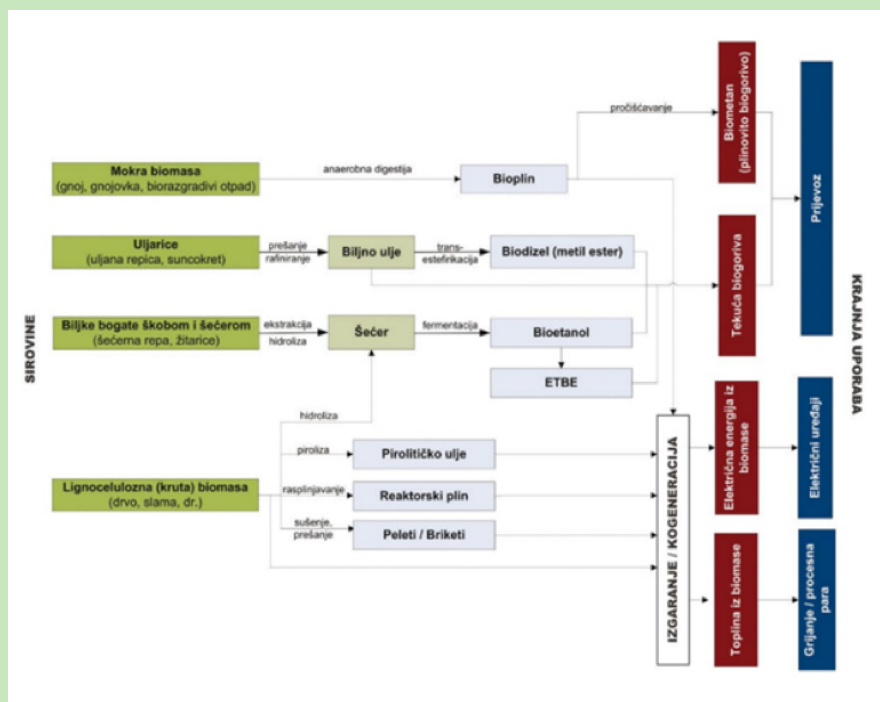 SIROVINE
Mokra biomasa
(gnoj, gnojovka, biorazgradivi otpad)
anaerobna digestija
Bioplin
pročišćavanje
Biometan
(plinovito biogorivo)
Prijevoz
Uljarice
(uljana repica, suncokret)
prešanje
rafiniranje
Biljno ulje
trans-
estefirikacija
Biodizel (metil ester)
Tekuća biogoriva
Biljke bogate škobom i šećerom
(šećerna repa, žitarice)
ekstrakcija
hidroliza
Šećer
fermentacija
Bioetanol
ETBE
hidroliza
Lignocelulozna (kruta) biomasa
(drvo, slama, dr.)
piroliza
Pirolitičko ulje
rasplinjavanje
Reaktorski plin
sušenje,
prešanje
Peleti / Briketi
IZGARANJE / KOGENERACIJA
Električna energija iz
biomase
Električni uređaji
Toplina iz biomase
Grijanje / procesna
para
KRAJNJA UPORABA